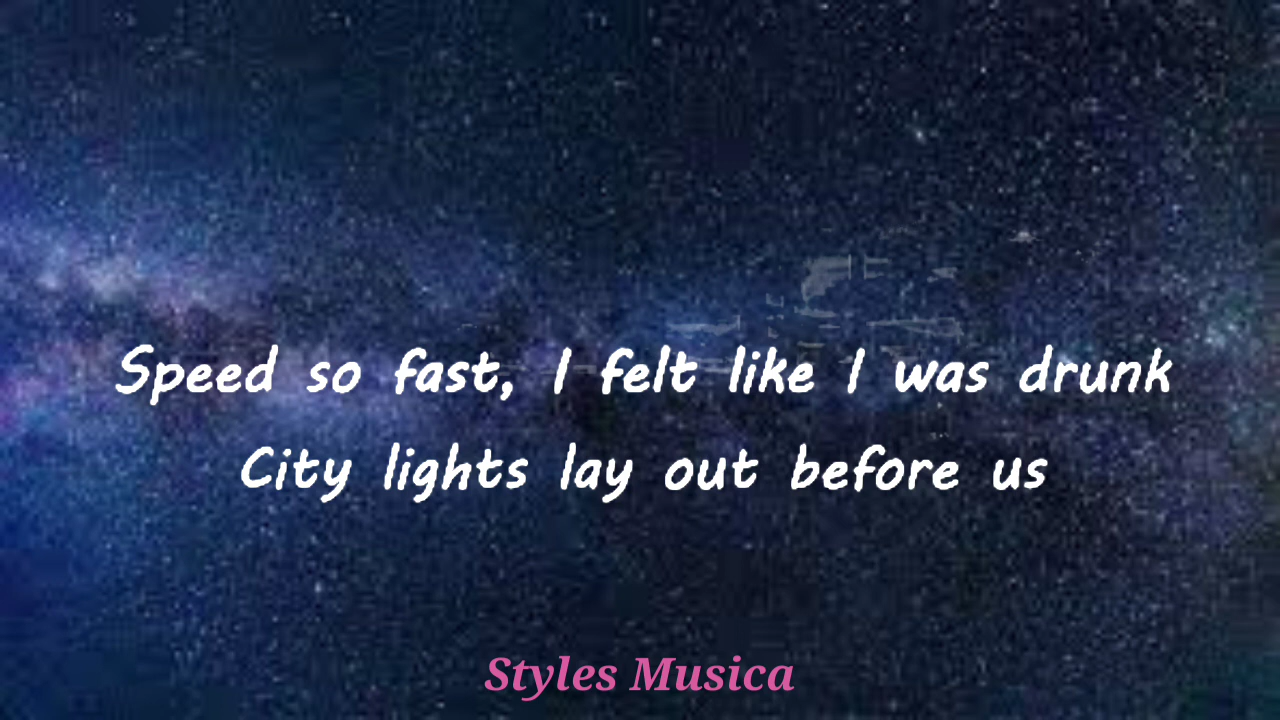 Speed so fast, I felt like I was drunk
City lights lay out before us
Styles Musica